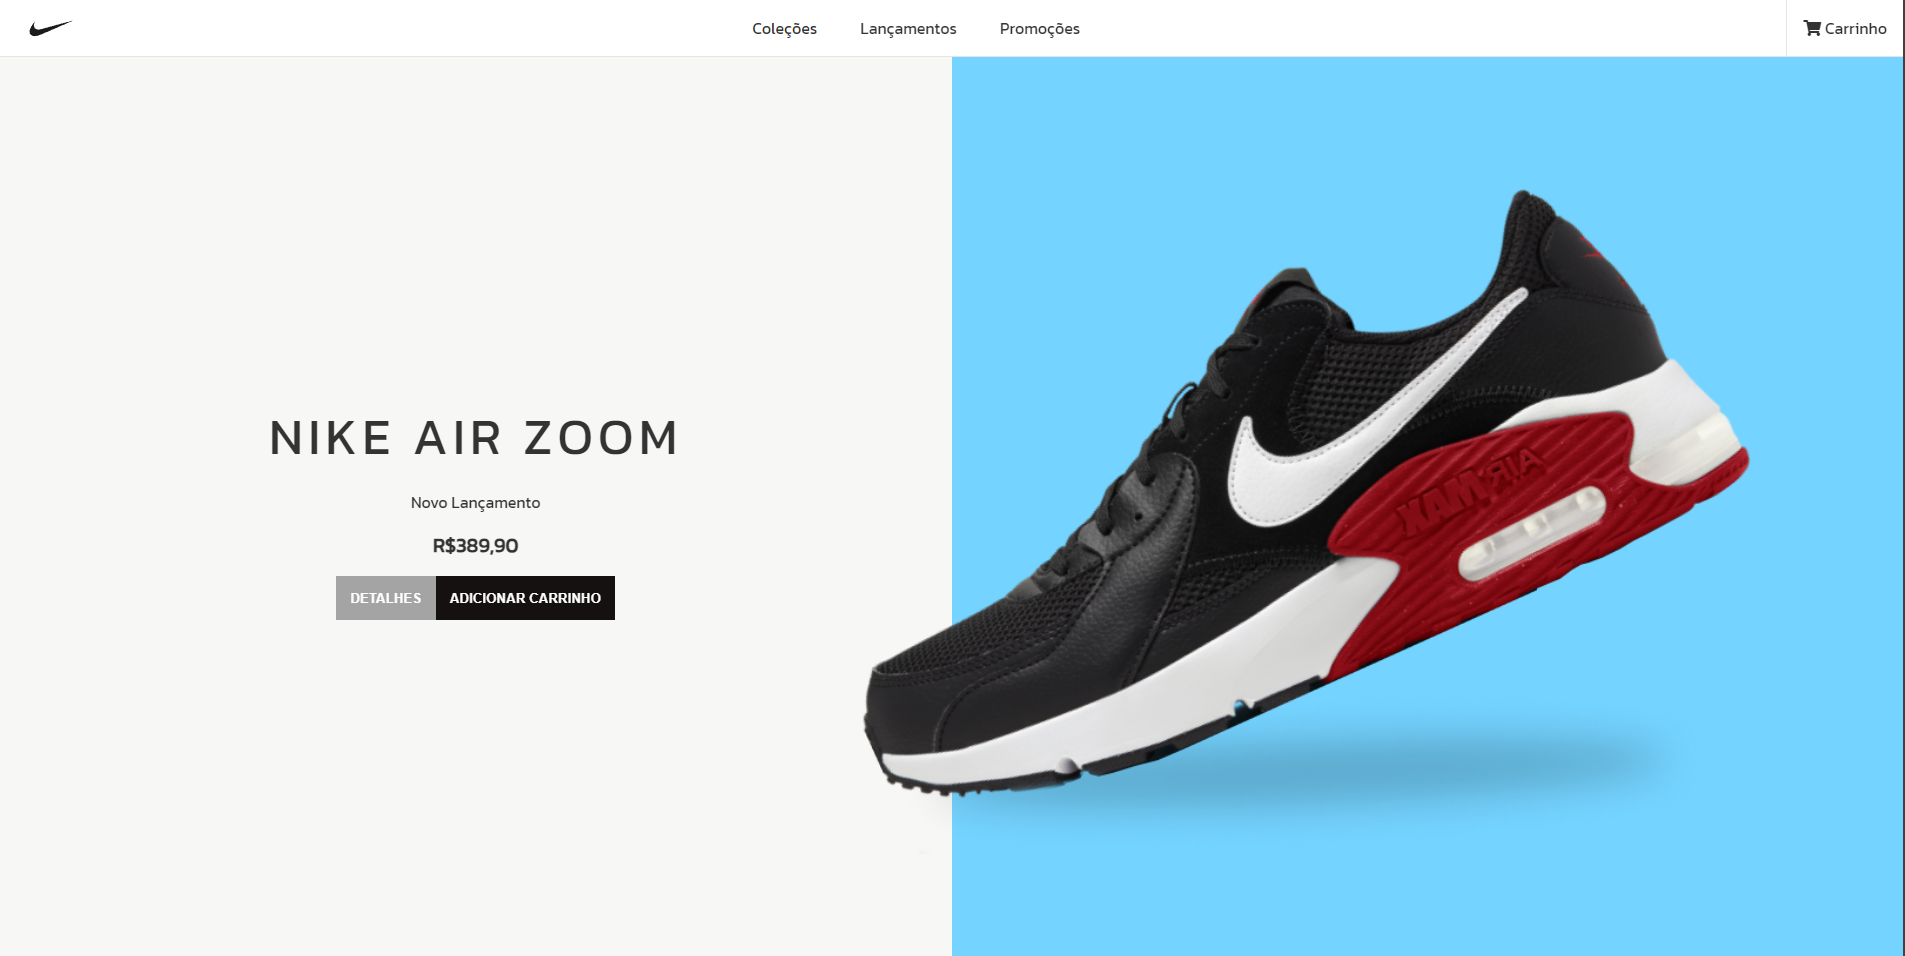 Coleções Lançamentos Promoções Carrinho
NIKE AIR ZOOM
Novo Lançamento
R$389,90
DETALHES ADICIONAR CARRINHO
AIR MAX